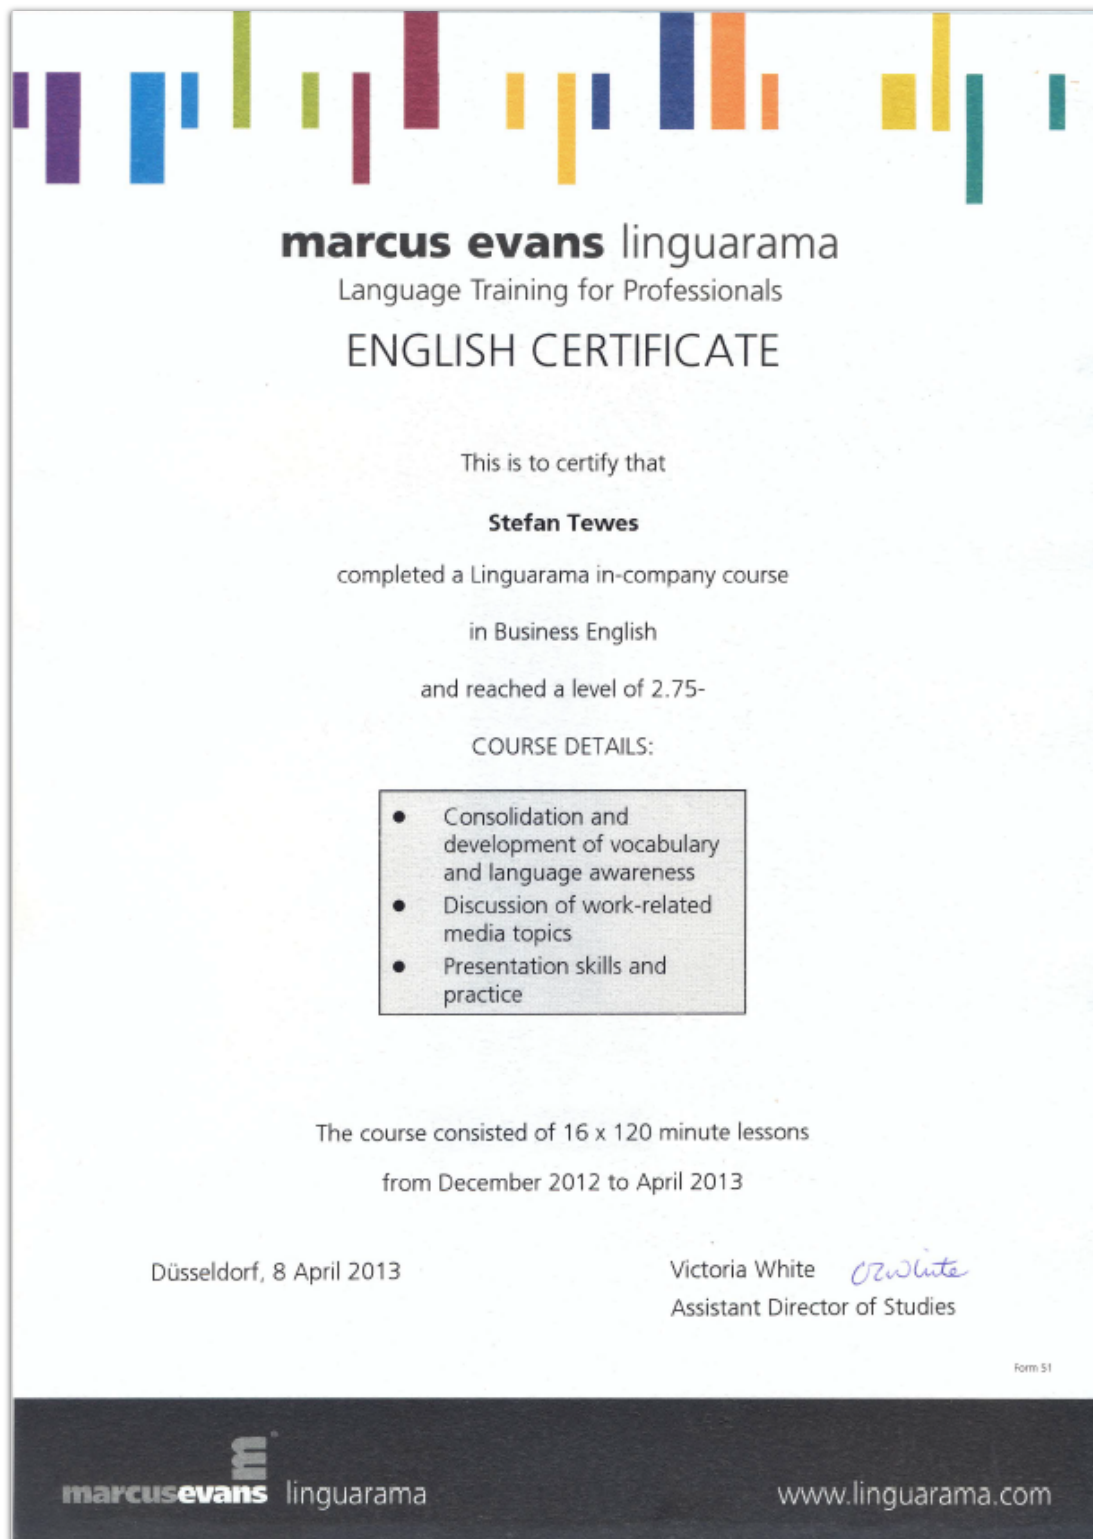 marcus evans linguarama
Language Training for Professionals
ENGLISH CERTIFICATE
This is to certify that
Stefan Tewes
completed a Linguarama in-company course
in Business English
and reached a level of 2.75-
COURSE DETAILS:
● Consolidation and
development of vocabulary
and language awareness
● Discussion of work-related
media topics
● Presentation skills and
practice
The course consisted of 16 x 120 minute lessons
from December 2012 to April 2013
Düsseldorf, 8 April 2013
Victoria White
Assistant Director of Studies
Form 51
marcusevans linguarama
www.linguarama.com